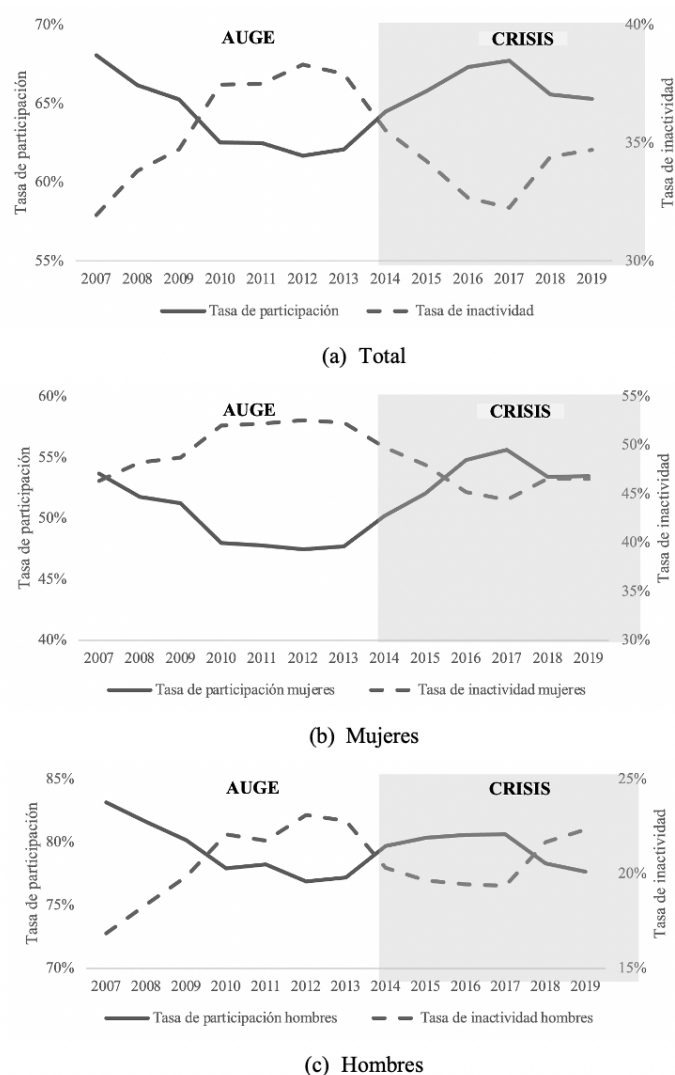 70%
40%
AUGE
CRISIS
65%
35%
60%
55%
30%
Tasa de participación
Tasa de inactividad
2007 2008 2009 2010 2011 2012 2013 2014 2015 2016 2017 2018 2019
Tasa de participación Tasa de inactividad
(a) Total
60%
55%
AUGE
CRISIS
55%
50%
50%
45%
45%
40%
35%
40%
30%
Tasa de participación
Tasa de inactividad
2007 2008 2009 2010 2011 2012 2013 2014 2015 2016 2017 2018 2019
Tasa de participación mujeres Tasa de inactividad mujeres
(b) Mujeres
85%
25%
AUGE
CRISIS
80%
20%
75%
70%
15%
Tasa de participación
Tasa de inactividad
2007 2008 2009 2010 2011 2012 2013 2014 2015 2016 2017 2018 2019
Tasa de participación hombres Tasa de inactividad hombres
(c) Hombres